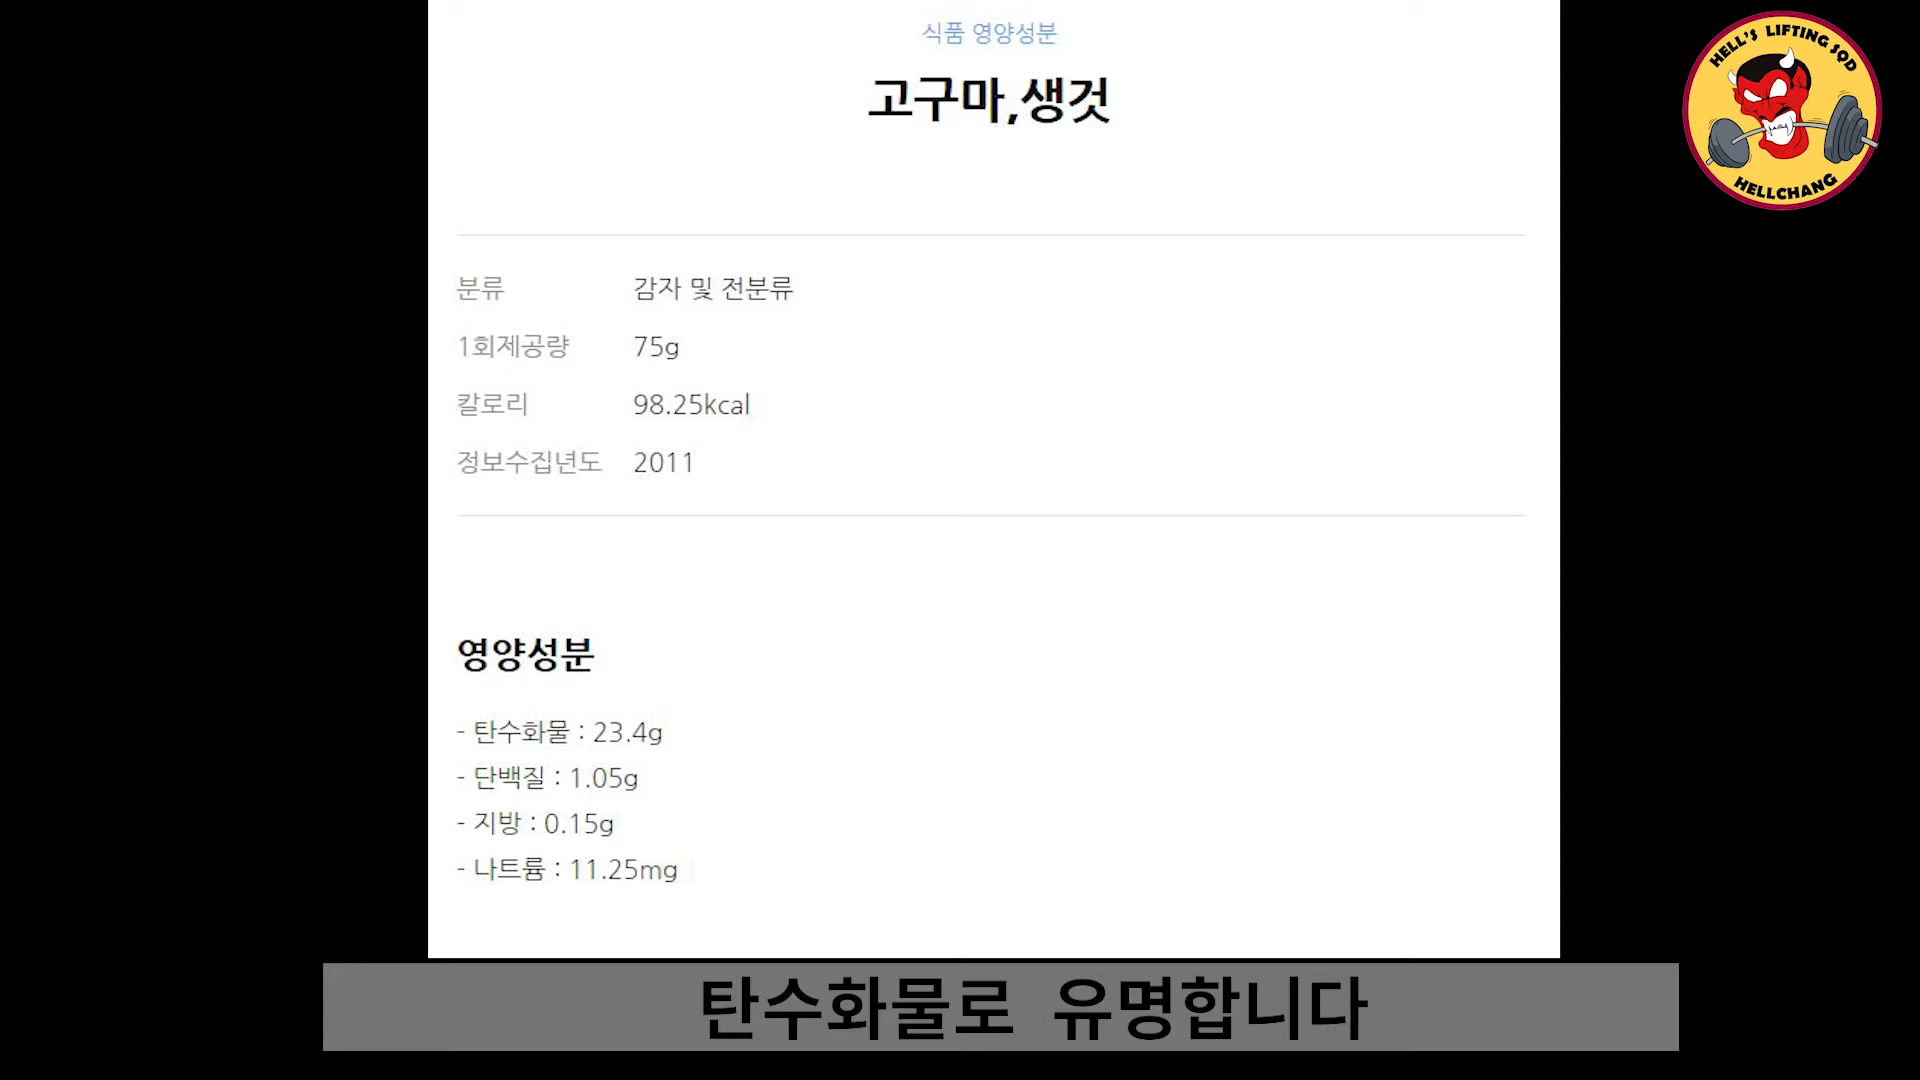 식품 영양성분
고구마,생것
HELL'S LIFTING SQD
HELLCHANG
분류 감자 및 전분류
1회제공량 75g
칼로리 98.25kcal
정보수집년도 2011
영양성분
- 탄수화물 : 23.4g
- 단백질 : 1.05g
- 지방 : 0.15g
- 나트륨 : 11.25mg
탄수화물로 유명합니다